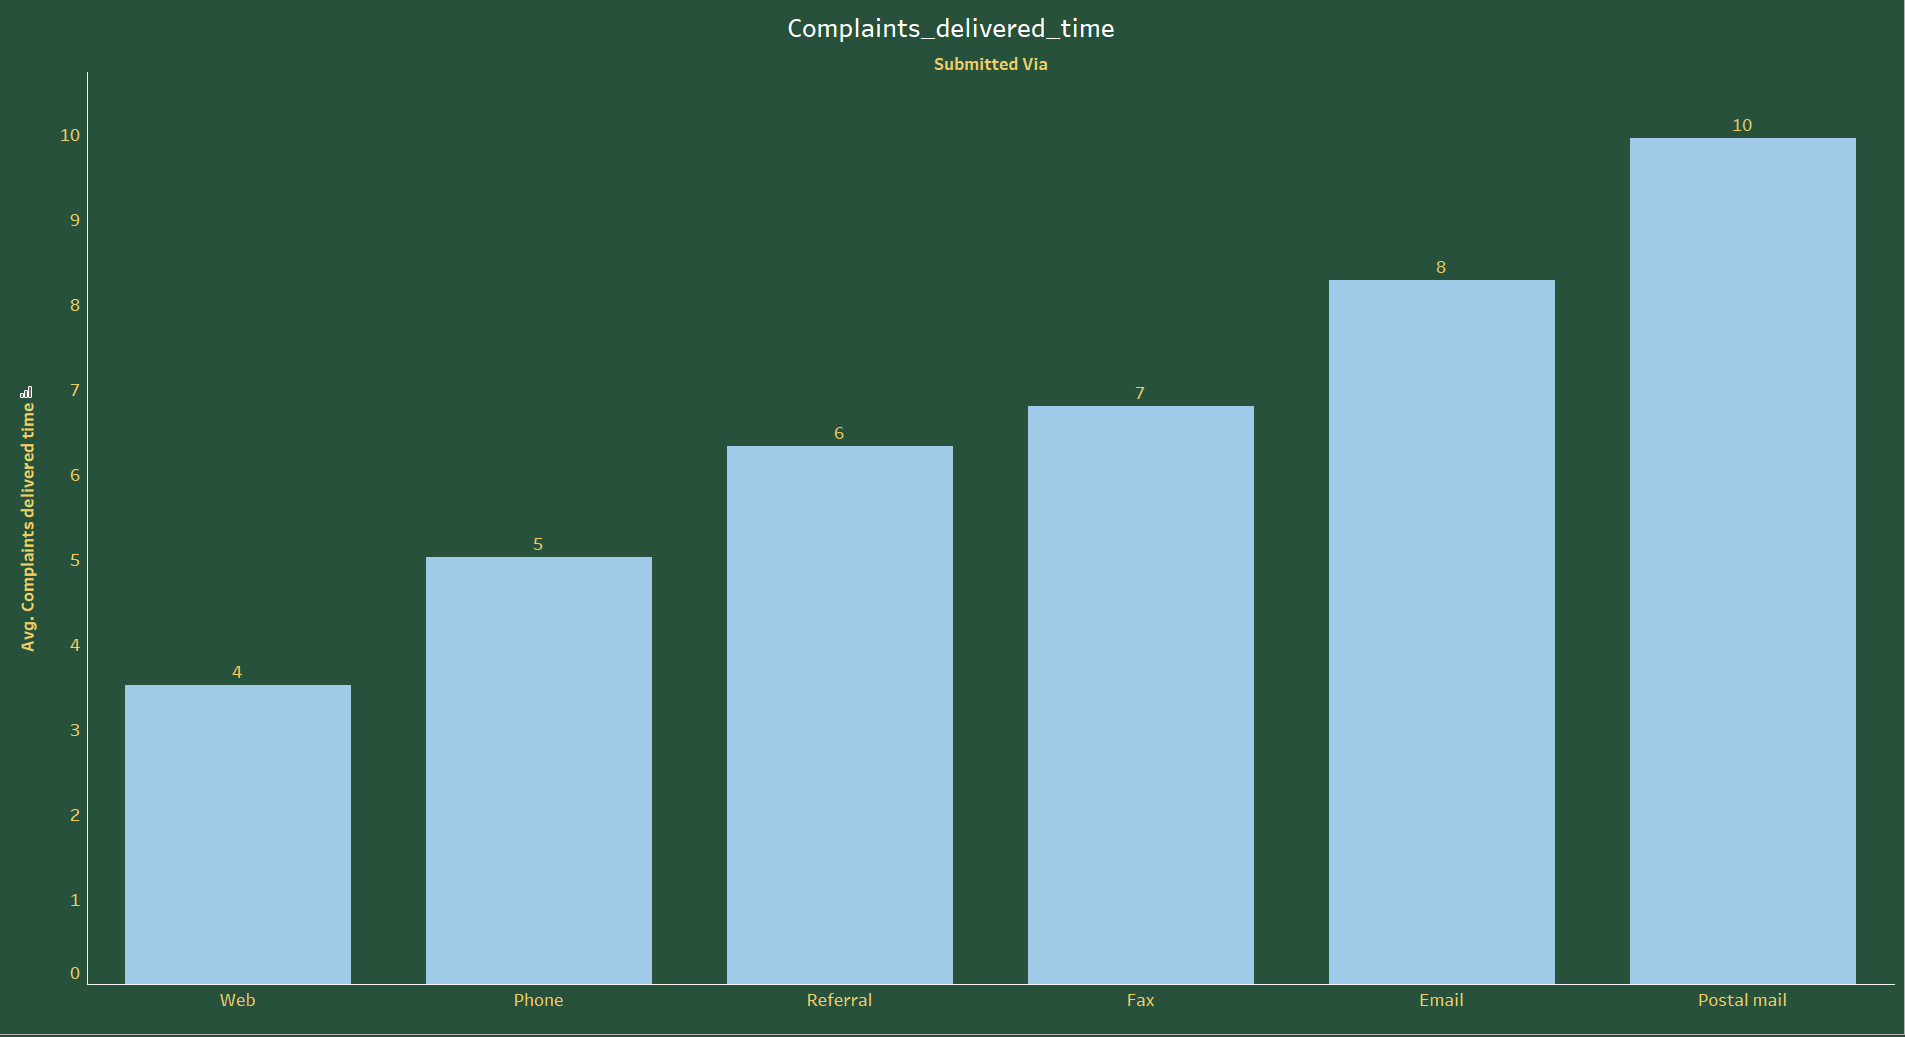 Complaints_delivered_time
Submitted Via
Avg. Complaints delivered time
10
9
8
7
6
5
4
3
2
1
0
4
5
6
7
8
10
Web
Phone
Referral
Fax
Email
Postal mail